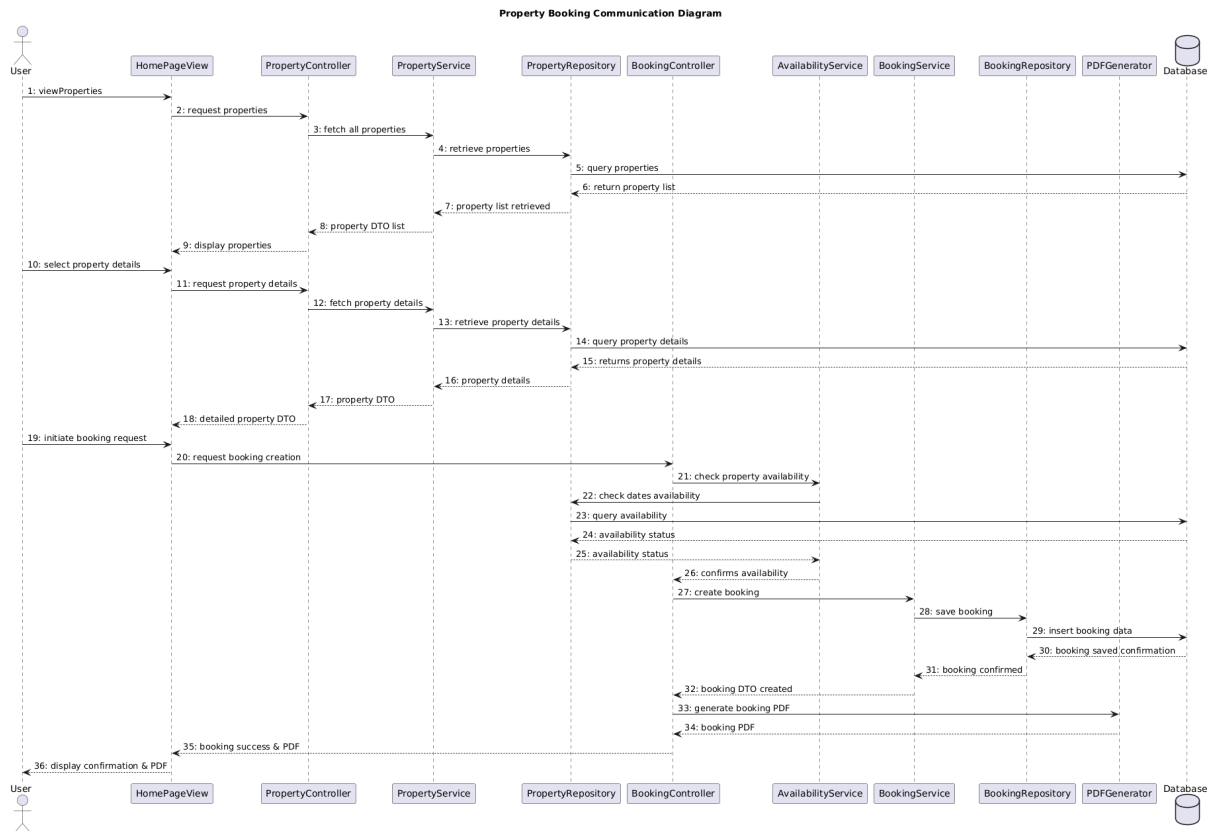 Property Booking Communication Diagram
User
HomePageView
PropertyController
PropertyService
PropertyRepository
BookingController
AvailabilityService
BookingService
BookingRepository
PDFGenerator
Database
1: viewProperties
2: request properties
3: fetch all properties
4: retrieve properties
5: query properties
6: return property list
7: property list retrieved
8: property DTO list
9: display properties
10: select property details
11: request property details
12: fetch property details
13: retrieve property details
14: query property details
15: returns property details
16: property details
17: property DTO
18: detailed property DTO
19: initiate booking request
20: request booking creation
21: check property availability
22: check dates availability
23: query availability
24: availability status
25: availability status
26: confirms availability
27: create booking
28: save booking
29: insert booking data
30: booking saved confirmation
31: booking confirmed
32: booking DTO created
33: generate booking PDF
34: booking PDF
35: booking success & PDF
36: display confirmation & PDF
User
HomePageView
PropertyController
PropertyService
PropertyRepository
BookingController
AvailabilityService
BookingService
BookingRepository
PDFGenerator
Database